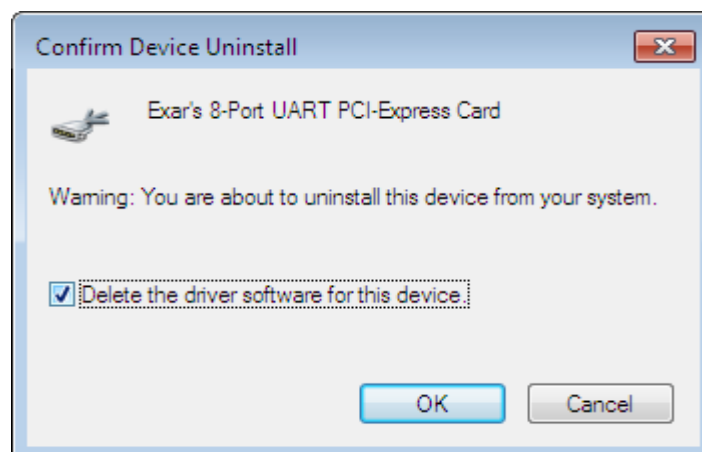 Confirm Device Uninstall
Exar's 8-Port UART PCI-Express Card
Warning: You are about to uninstall this device from your system.
Delete the driver software for this device.
OK Cancel